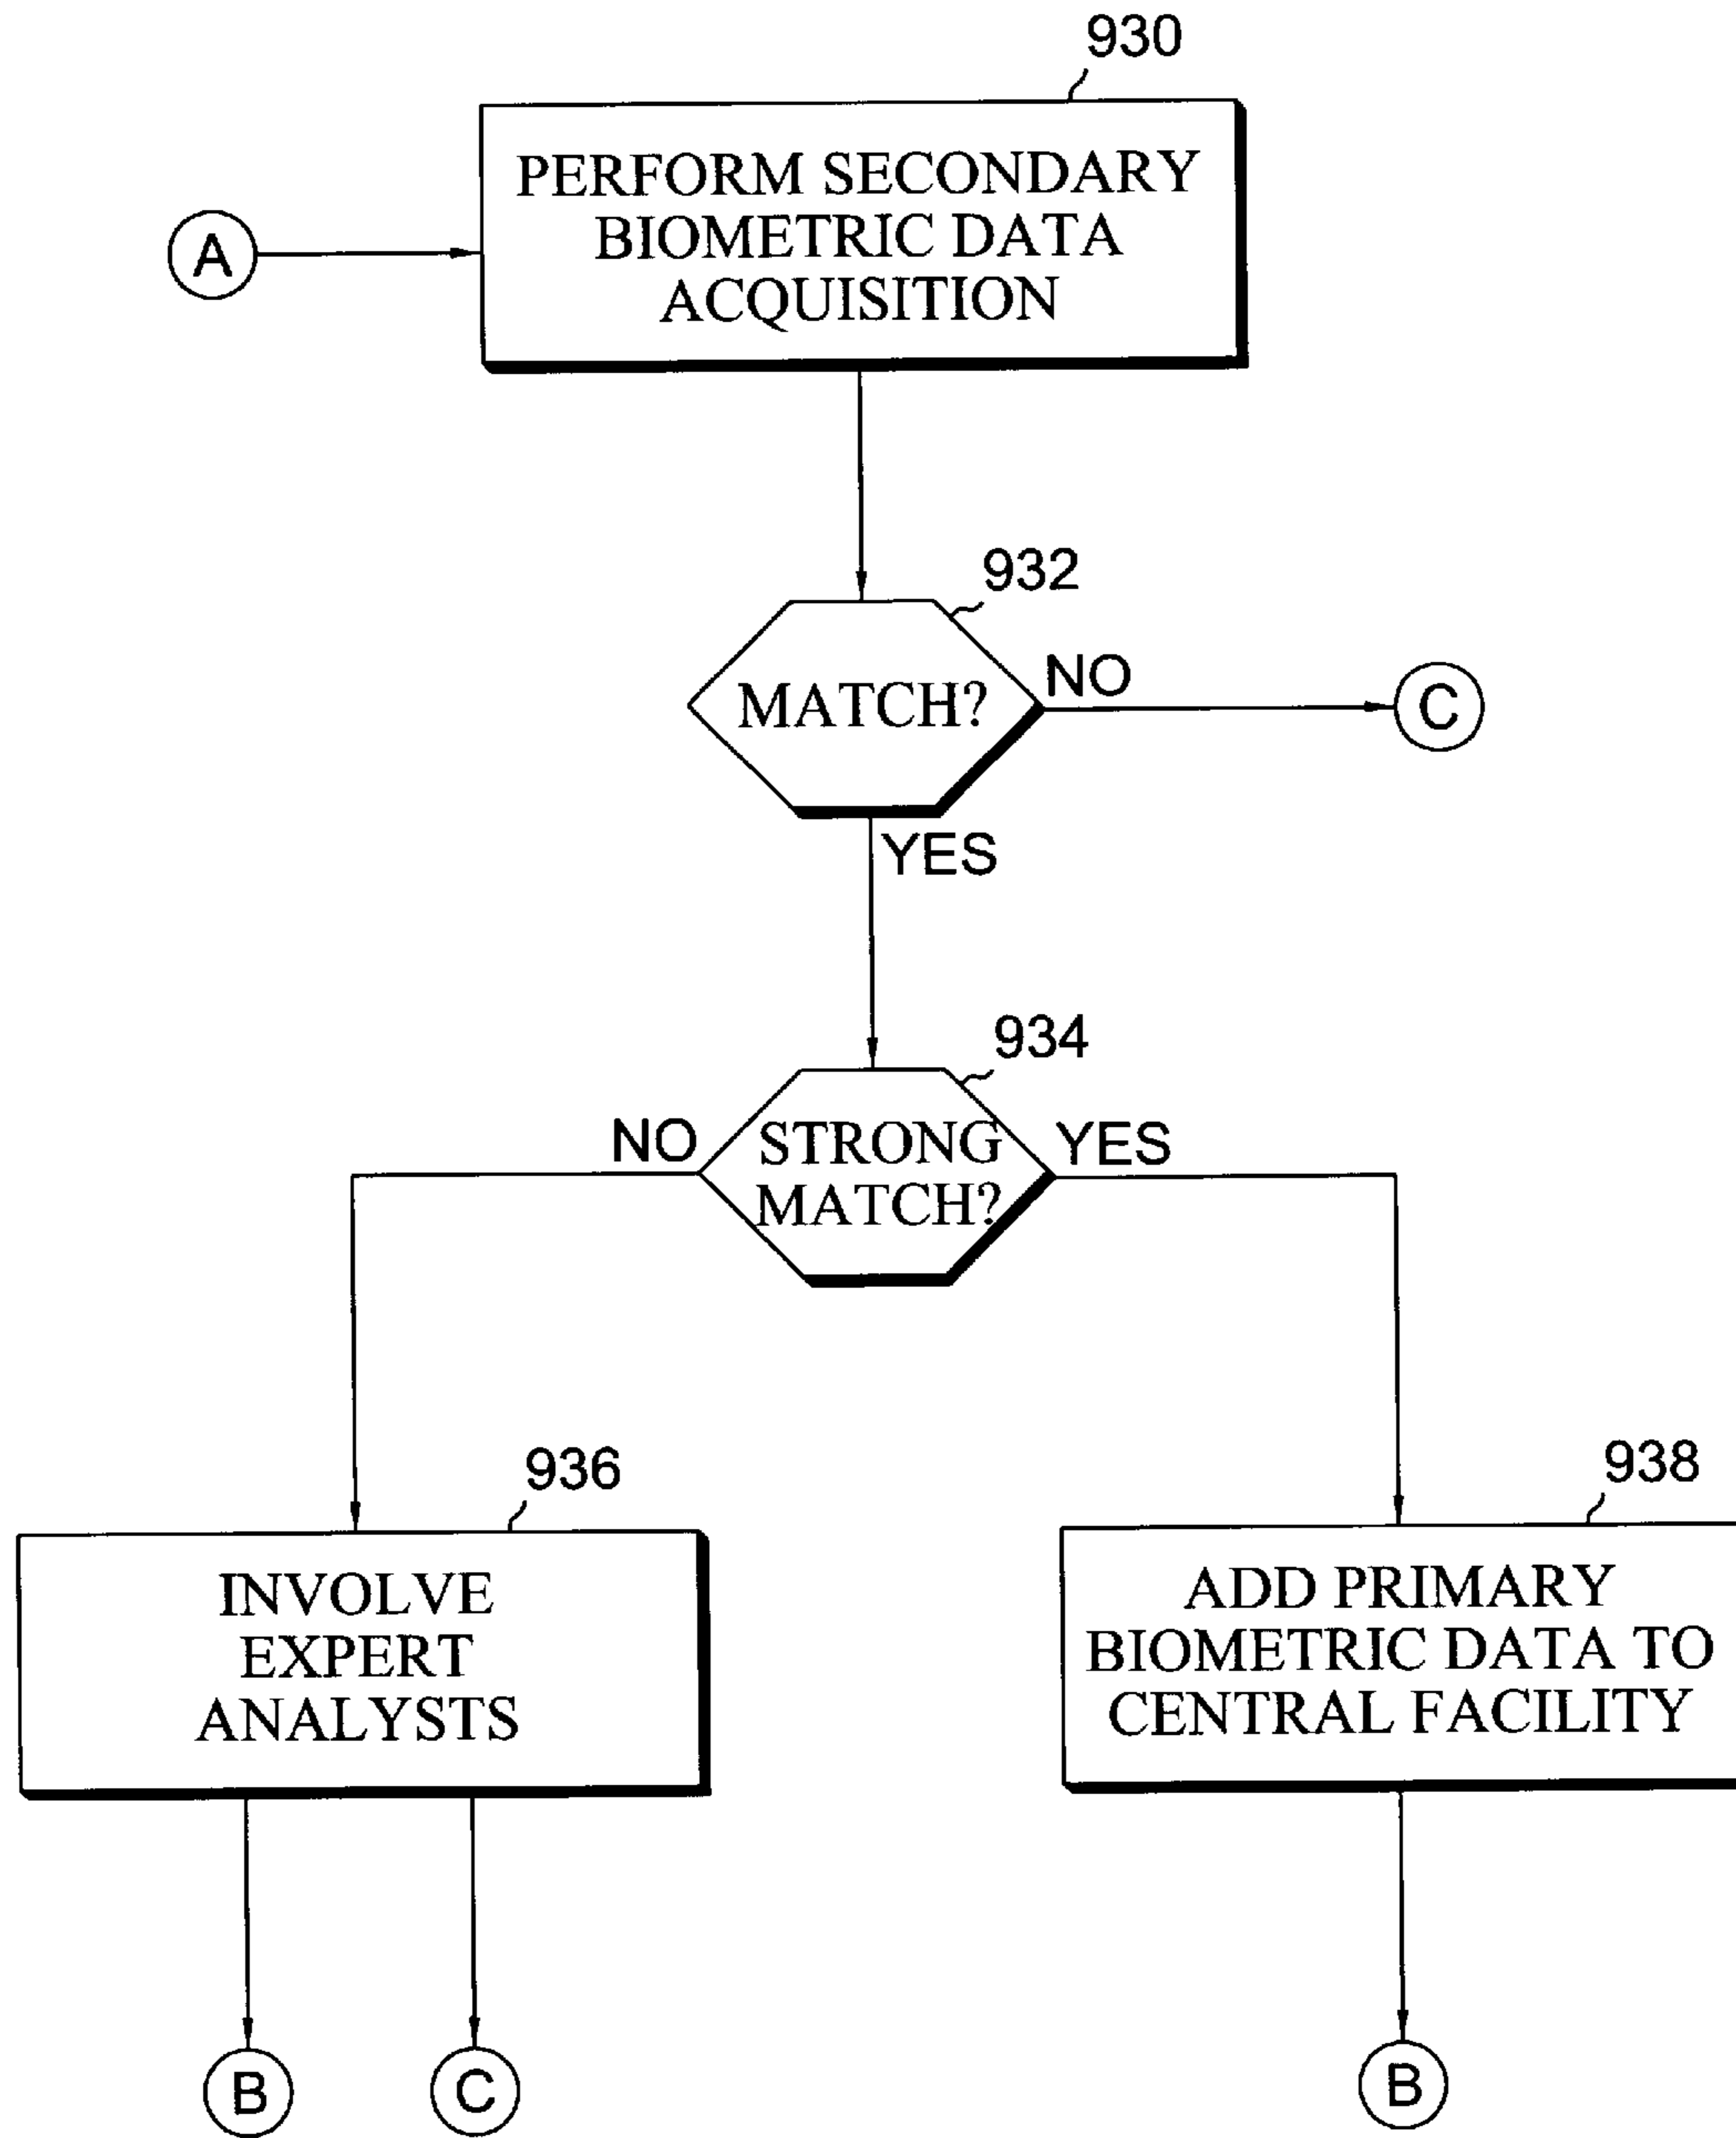 930
PERFORM SECONDARY
BIOMETRIC DATA
ACQUISITION
A
932
MATCH?
NO
C
YES
934
NO
STRONG
MATCH?
YES
936
INVOLVE
EXPERT
ANALYSTS
938
ADD PRIMARY
BIOMETRIC DATA TO
CENTRAL FACILITY
B
C
B